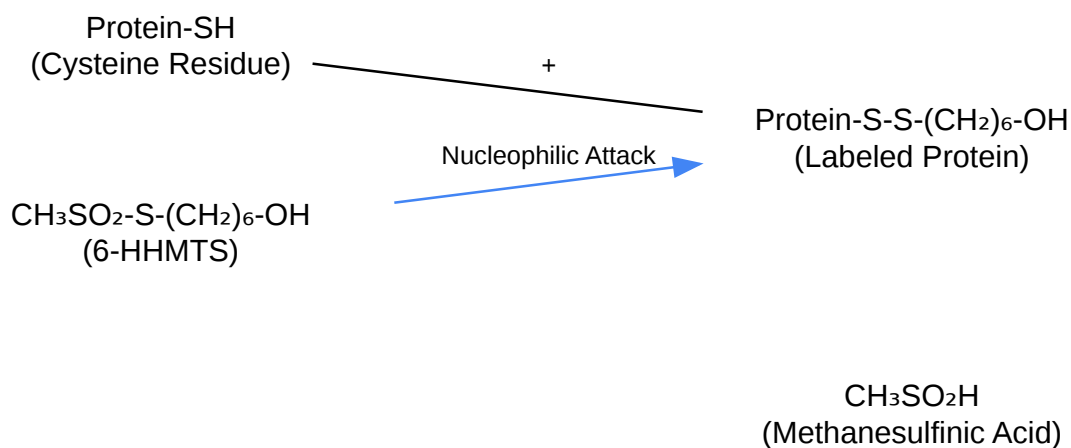 Protein-SH
(Cysteine Residue)
+
Protein-S-S-(CH₂)₆-OH
(Labeled Protein)
Nucleophilic Attack
CH₃SO₂-S-(CH₂)₆-OH
(6-HHMTS)
CH₃SO₂H
(Methanesulfinic Acid)